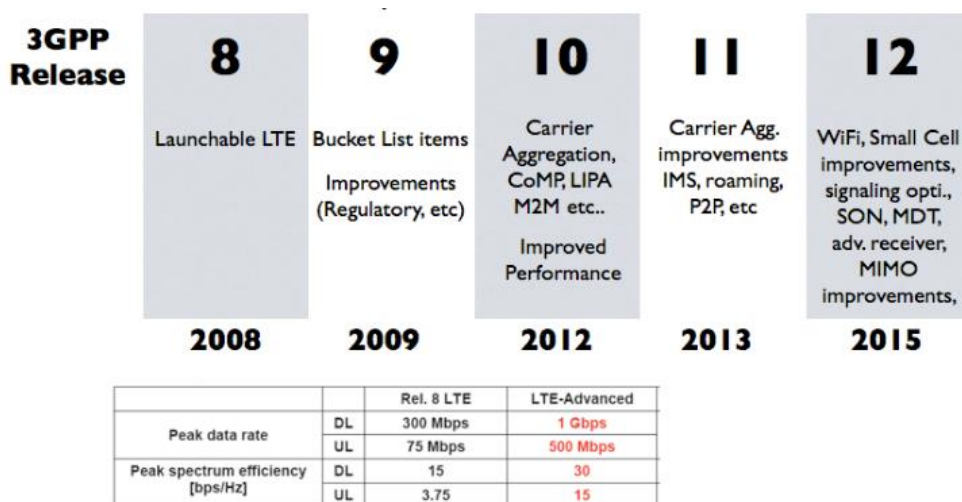 3GPP
Release
8
9
10
11
12
Launchable LTE
Bucket List items
Improvements
(Regulatory, etc)
Carrier
Aggregation,
CoMP, LIPA
M2M etc..
Improved
Performance
Carrier Agg.
improvements
IMS, roaming,
P2P, etc
WiFi, Small Cell
improvements,
signaling opti.,
SON, MDT,
adv. receiver,
MIMO
improvements,
2008
2009
2012
2013
2015
Rel. 8 LTE LTE-Advanced
Peak data rate DL 300 Mbps 1 Gbps
UL 75 Mbps 500 Mbps
Peak spectrum efficiency
[bps/Hz]
DL 15 30
UL 3.75 15